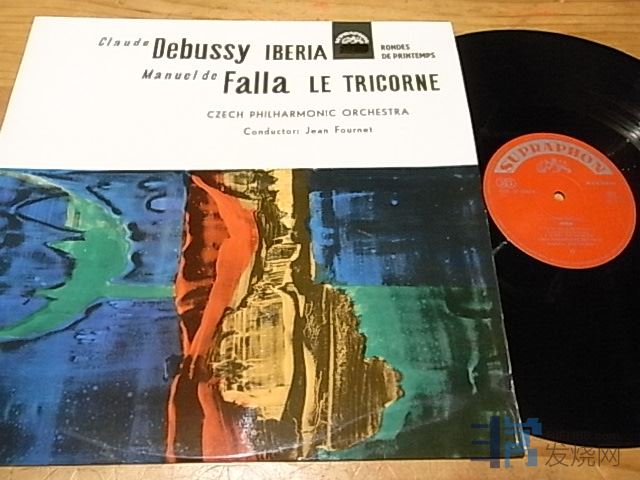 Claude Debussy IBERIA
RONDES
DE PRINTEMPS
Manuel de Falla LE TRICORNE
CZECH PHILHARMONIC ORCHESTRA
Conductor: Jean Fournet
SUPRAPHON
发烧网